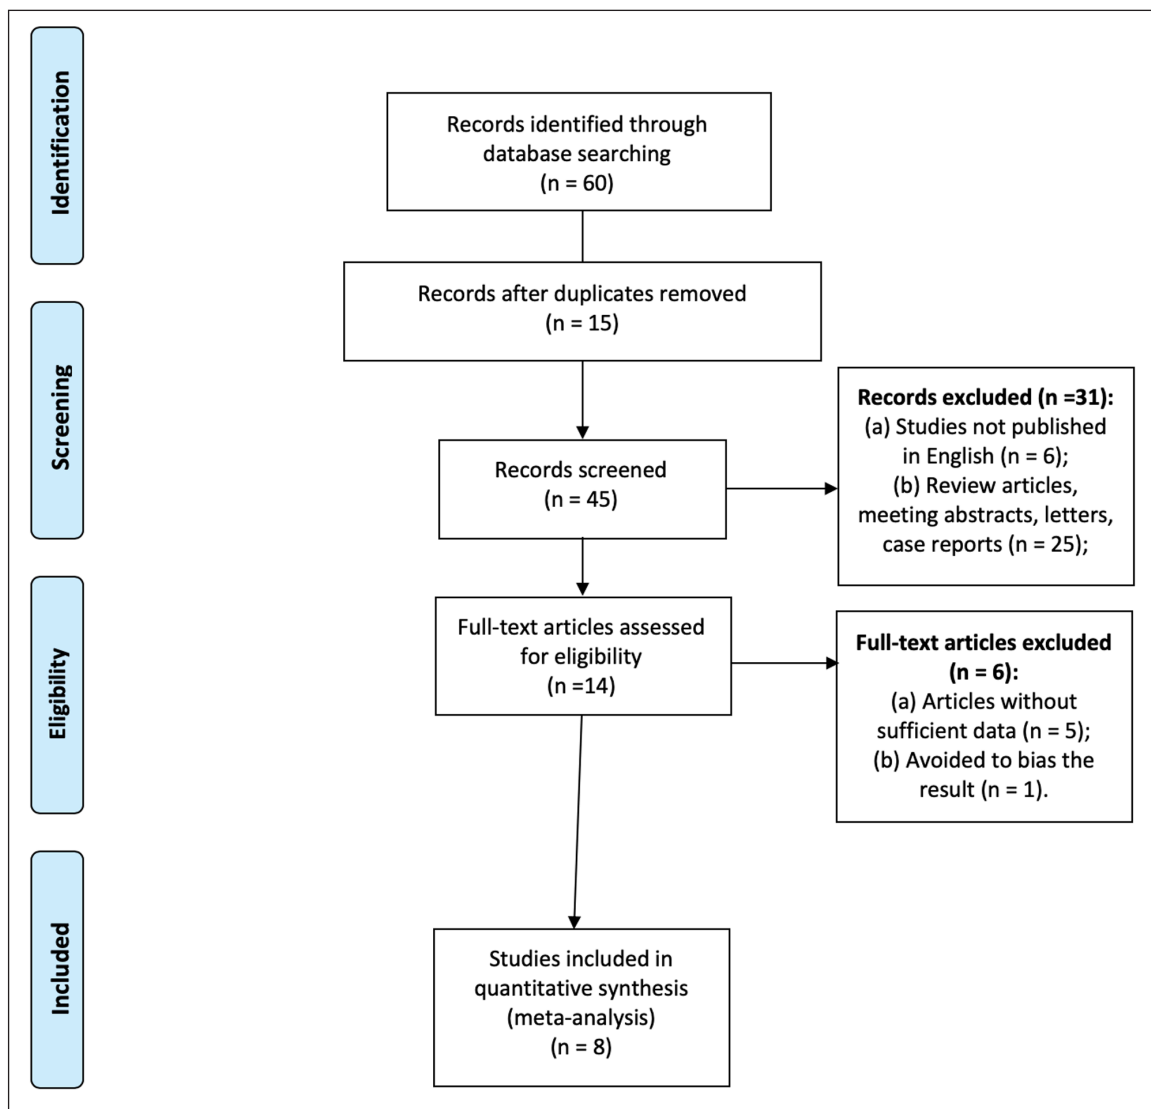 Identification
Records identified through
database searching
(n = 60)
Records after duplicates removed
(n = 15)
Screening
Records screened
(n = 45)
Records excluded (n =31):
(a) Studies not published
in English (n = 6);
(b) Review articles,
meeting abstracts, letters,
case reports (n = 25);
Eligibility
Full-text articles assessed
for eligibility
(n =14)
Full-text articles excluded
(n = 6):
(a) Articles without
sufficient data (n = 5);
(b) Avoided to bias the
result (n = 1).
Included
Studies included in
quantitative synthesis
(meta-analysis)
(n = 8)